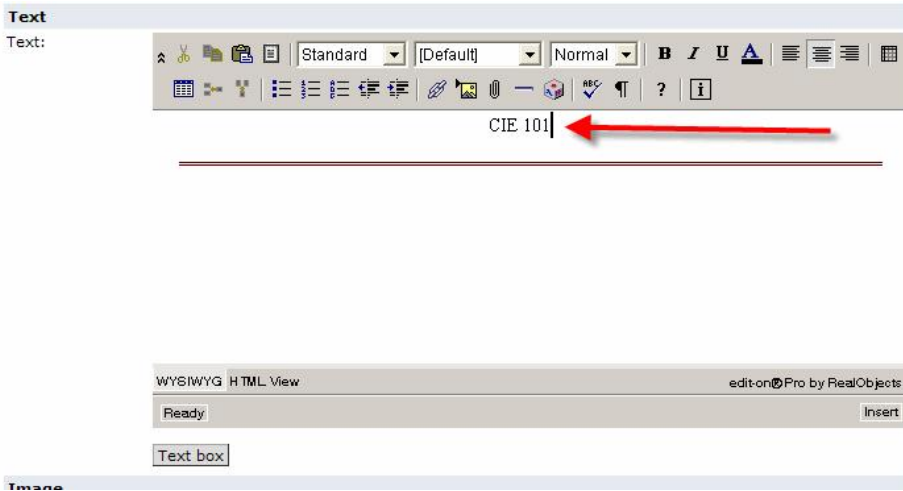 Text
Text:
Standard [Default] Normal B I U A
ABC ¶ ? i
CIE 101
WYSIWYG HTML View edit-on® Pro by RealObjects
Ready Insert
Text box
Image